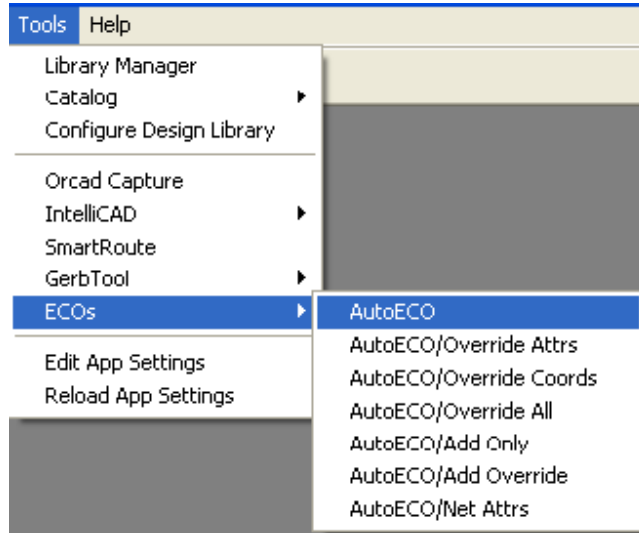 Tools Help
Library Manager
Catalog
Configure Design Library
Orcad Capture
IntelliCAD
SmartRoute
GerbTool
ECOs
Edit App Settings
Reload App Settings
AutoECO
AutoECO/Override Attrs
AutoECO/Override Coords
AutoECO/Override All
AutoECO/Add Only
AutoECO/Add Override
AutoECO/Net Attrs